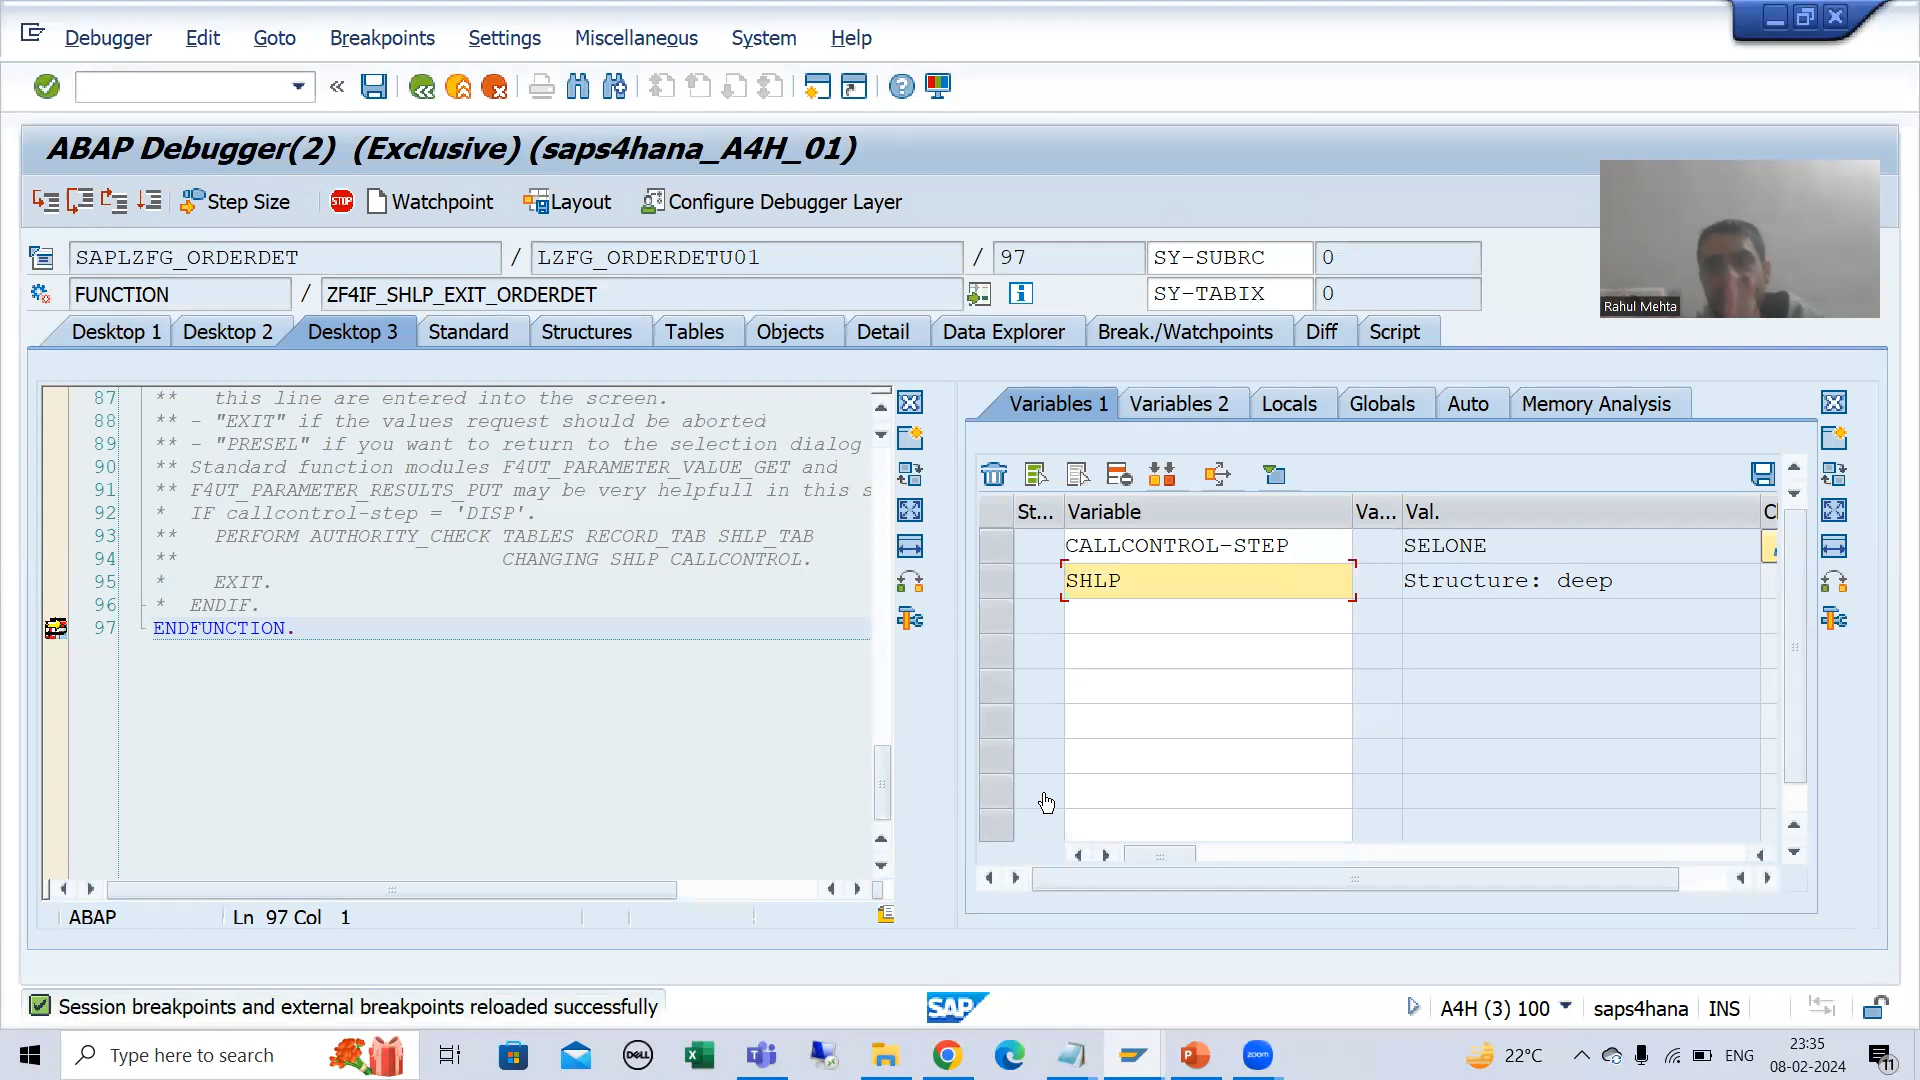 Debugger Edit Goto Breakpoints Settings Miscellaneous System Help
ABAP Debugger(2) (Exclusive) (saps4hana_A4H_01)
Step Size STOP Watchpoint Layout Configure Debugger Layer
SAPLZFG_ORDERDET / LZFG_ORDERDETU01 / 97 SY-SUBRC 0
FUNCTION / ZF4IF_SHLP_EXIT_ORDERDET SY-TABIX 0
Rahul Mehta
Desktop 1 Desktop 2 Desktop 3 Standard Structures Tables Objects Detail Data Explorer Break./Watchpoints Diff Script
87 ** this line are entered into the screen.
88 ** - "EXIT" if the values request should be aborted
89 ** - "PRESEL" if you want to return to the selection dialog
90 ** Standard function modules F4UT_PARAMETER_VALUE_GET and
91 ** F4UT_PARAMETER_RESULTS_PUT may be very helpfull in this s
92 * IF callcontrol-step = 'DISP'.
93 ** PERFORM AUTHORITY_CHECK TABLES RECORD_TAB SHLP_TAB
94 ** CHANGING SHLP CALLCONTROL.
95 * EXIT.
96 * ENDIF.
97 ENDFUNCTION.
ABAP Ln 97 Col 1
Variables 1 Variables 2 Locals Globals Auto Memory Analysis
St... Variable Va... Val. C
CALLCONTROL-STEP SELONE
SHLP Structure: deep
Session breakpoints and external breakpoints reloaded successfully
SAP
A4H (3) 100 saps4hana INS
Type here to search
DELL
zoom
22°C ENG 23:35
08-02-2024
11